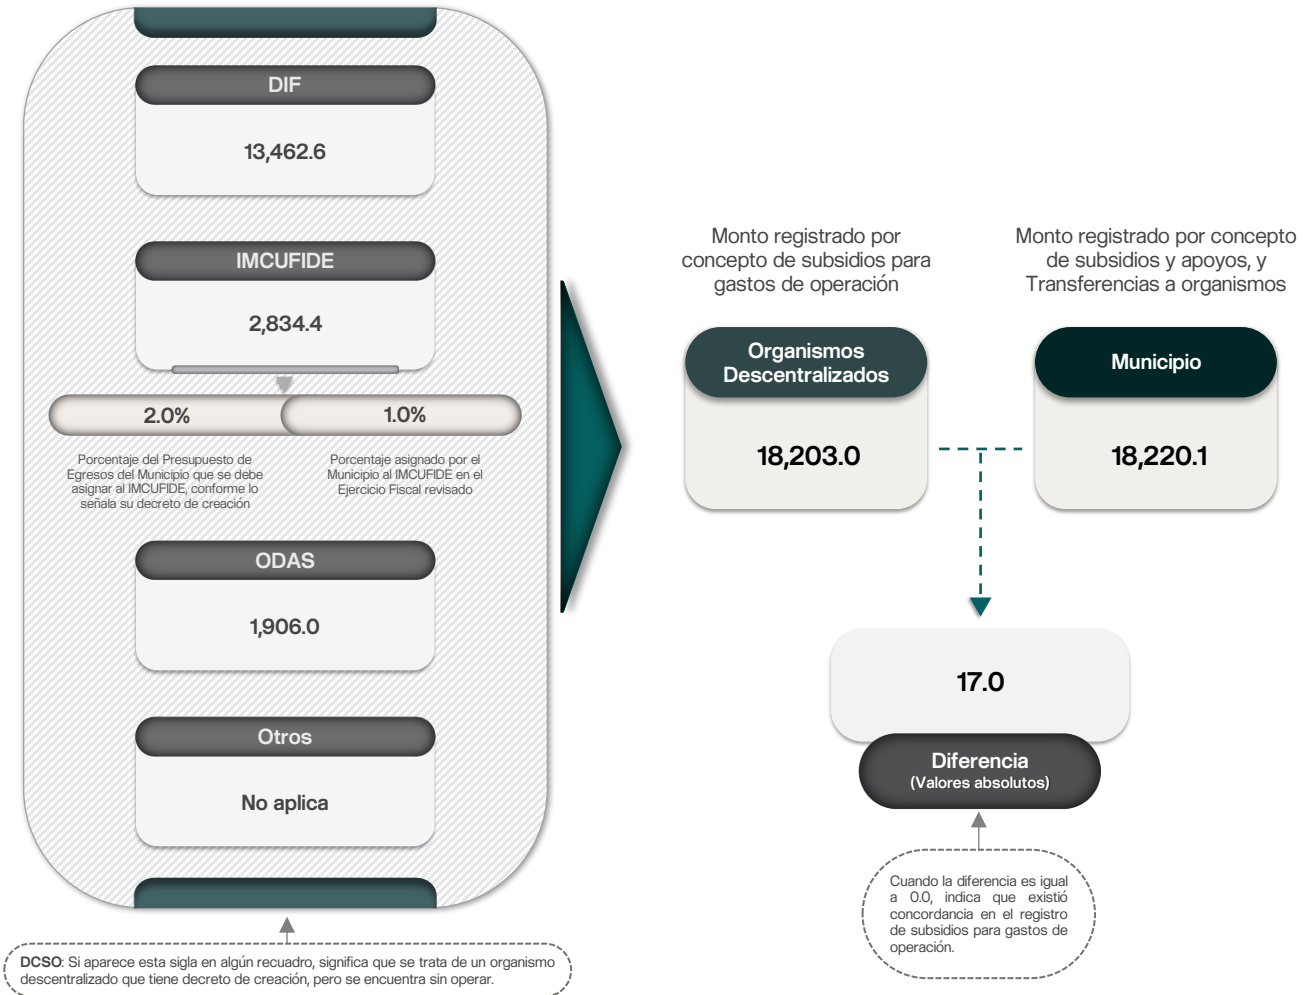 DIF
13,462.6
IMCUFIDE
2,834.4
2.0%
1.0%
Porcentaje del Presupuesto de
Egresos del Municipio que se debe
asignar al IMCUFIDE, conforme lo
señala su decreto de creación
Porcentaje asignado por el
Municipio al IMCUFIDE en el
Ejercicio Fiscal revisado
ODAS
1,906.0
Otros
No aplica
DCSO: Si aparece esta sigla en algún recuadro, significa que se trata de un organismo
descentralizado que tiene decreto de creación, pero se encuentra sin operar.
Monto registrado por
concepto de subsidios para
gastos de operación
Organismos
Descentralizados
18,203.0
Monto registrado por concepto
de subsidios y apoyos, y
Transferencias a organismos
Municipio
18,220.1
17.0
Diferencia
(Valores absolutos)
Cuando la diferencia es igual
a 0.0, indica que existió
concordancia en el registro
de subsidios para gastos de
operación.